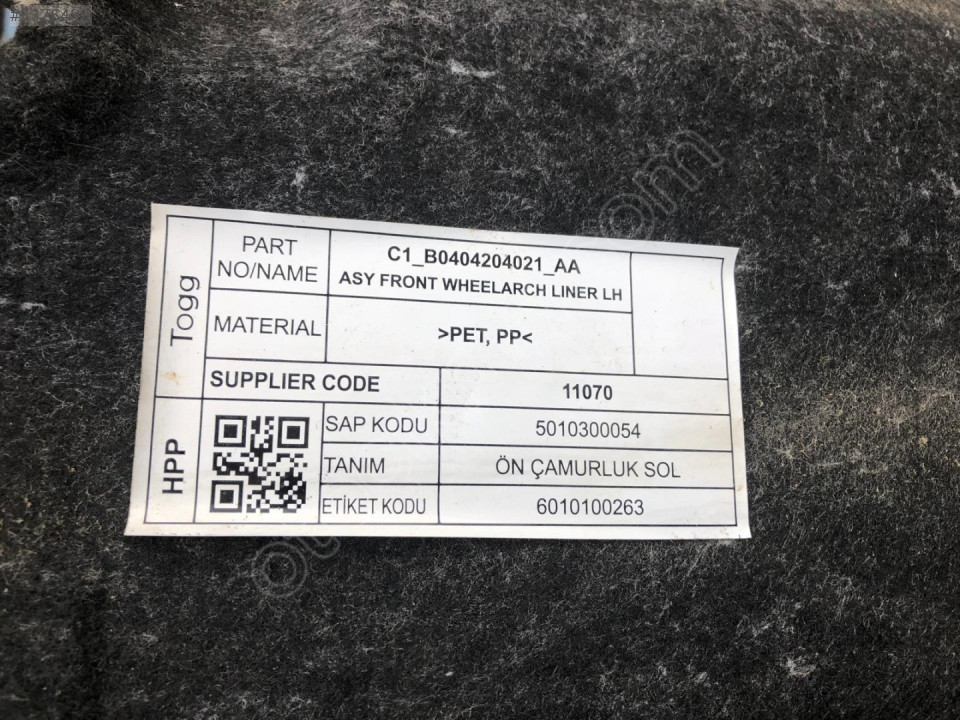 Togg
PART NO/NAME
C1_B0404204021_AA
ASY FRONT WHEELARCH LINER LH
MATERIAL
>PET, PP<
SUPPLIER CODE
11070
HPP
SAP KODU
5010300054
TANIM
ÖN ÇAMURLUK SOL
ETİKET KODU
6010100263